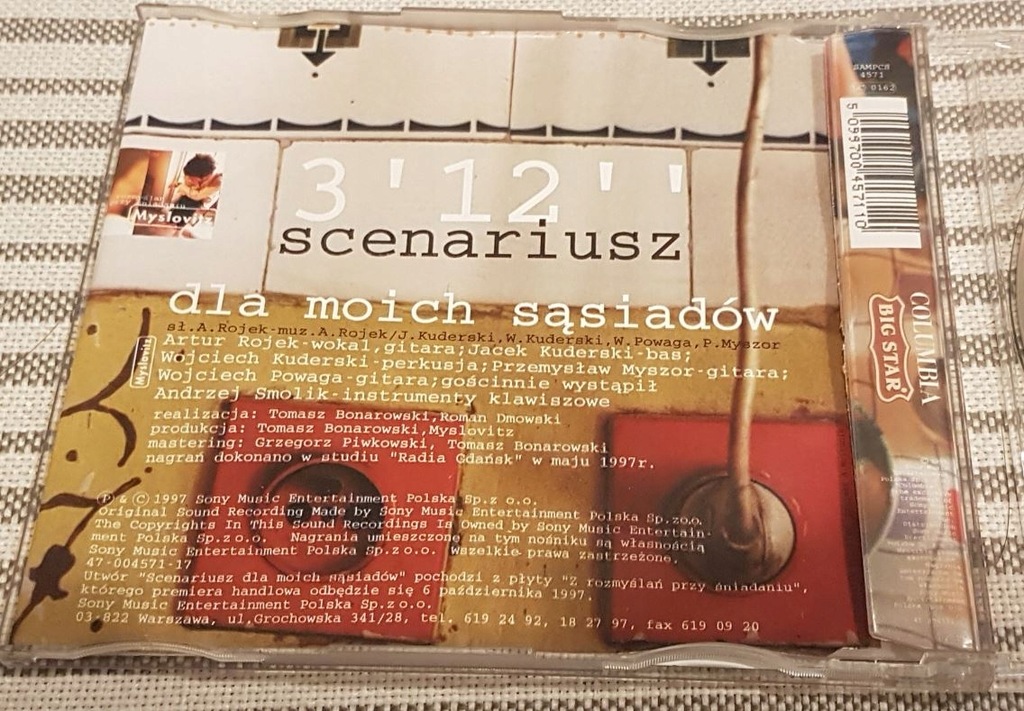 3'12''
scenariusz
dla moich sąsiadów
sł.A.Rojek-muz.A.Rojek/J.Kuderski,W.Kuderski,W.Powaga,P.Myszor
Artur Rojek-wokal,gitara;Jacek Kuderski-bas;
Wojciech Kuderski-perkusja;Przemysław Myszor-gitara;
Wojciech Powaga-gitara;gościnnie wystąpił
Andrzej Smolik-instrumenty klawiszowe
realizacja: Tomasz Bonarowski,Roman Dmowski
produkcja: Tomasz Bonarowski,Myslovitz
mastering: Grzegorz Piwkowski, Tomasz Bonarowski
nagrań dokonano w studiu "Radia Gdańsk" w maju 1997r.
Ⓟ & © 1997 Sony Music Entertainment Polska Sp.z o.o.
Original Sound Recording Made by Sony Music Entertainment Polska Sp.zo.o.
The Copyrights In This Sound Recordings Is Owned by Sony Music Entertain-
ment Polska Sp.zo.o. Nagrania umieszczone na tym nośniku są własnością
Sony Music Entertainment Polska Sp.zo.o. Wszelkie prawa zastrzeżone.
47-004571-17
Utwór "Scenariusz dla moich sąsiadów" pochodzi z płyty "z rozmyślań przy śniadaniu",
którego premiera handlowa odbędzie się 6 października 1997.
Sony Music Entertainment Polska Sp.zo.o.
03-822 Warszawa, ul.Grochowska 341/28, tel. 619 24 92, 18 27 97, fax 619 09 20
Myslovitz
Myslovitz
SAMPCS
4571
0162
5 099700 457110
COLUMBIA
BIG STAR